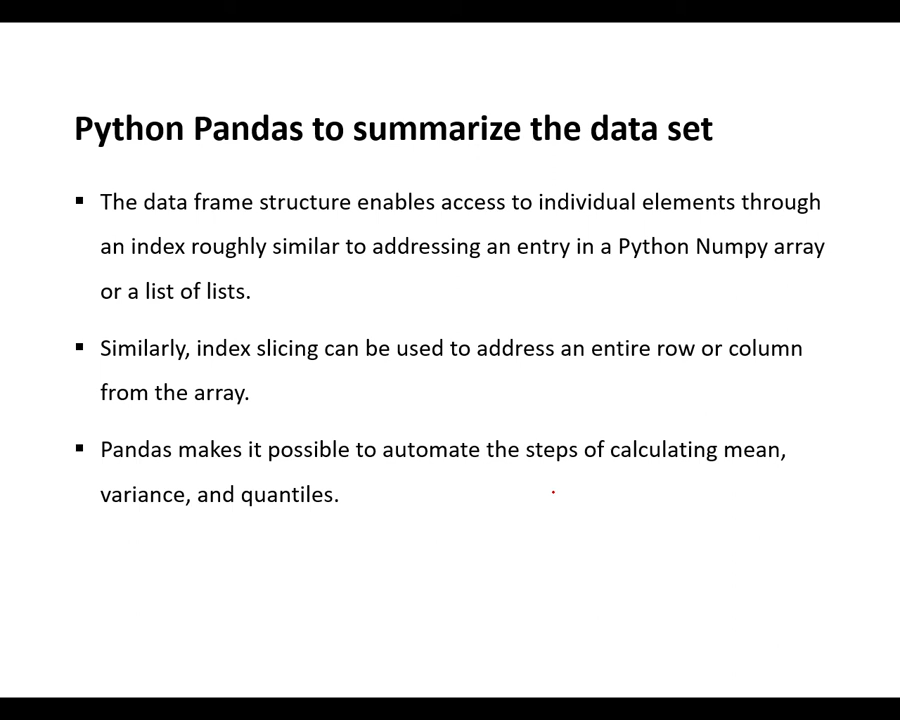 Python Pandas to summarize the data set
▪ The data frame structure enables access to individual elements through
an index roughly similar to addressing an entry in a Python Numpy array
or a list of lists.
▪ Similarly, index slicing can be used to address an entire row or column
from the array.
▪ Pandas makes it possible to automate the steps of calculating mean,
variance, and quantiles.